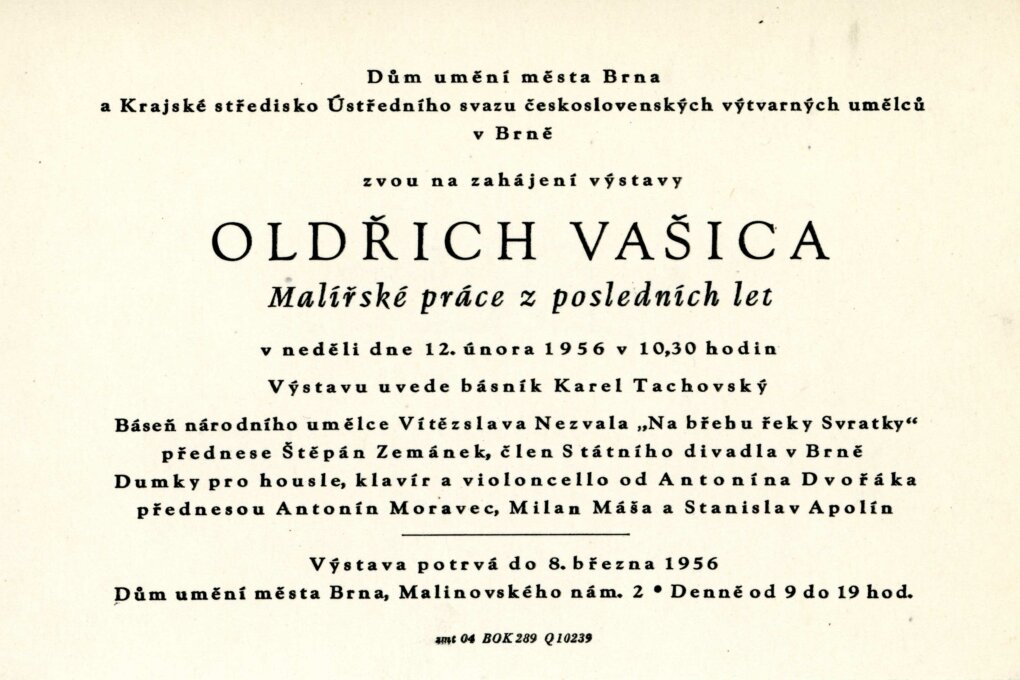 Dům umění města Brna
a Krajské středisko Ústředního svazu československých výtvarných umělců
v Brně
zvou na zahájení výstavy
OLDŘICH VAŠICA
Malířské práce z posledních let
v neděli dne 12. února 1956 v 10,30 hodin
Výstavu uvede básník Karel Tachovský
Báseň národního umělce Vítězslava Nezvala „Na břehu řeky Svratky“
přednese Štěpán Zemánek, člen Státního divadla v Brně
Dumky pro housle, klavír a violoncello od Antonína Dvořáka
přednesou Antonín Moravec, Milan Máša a Stanislav Apolín
Výstava potrvá do 8. března 1956
Dům umění města Brna, Malinovského nám. 2 • Denně od 9 do 19 hod.
04 BOK 289 Q 10239